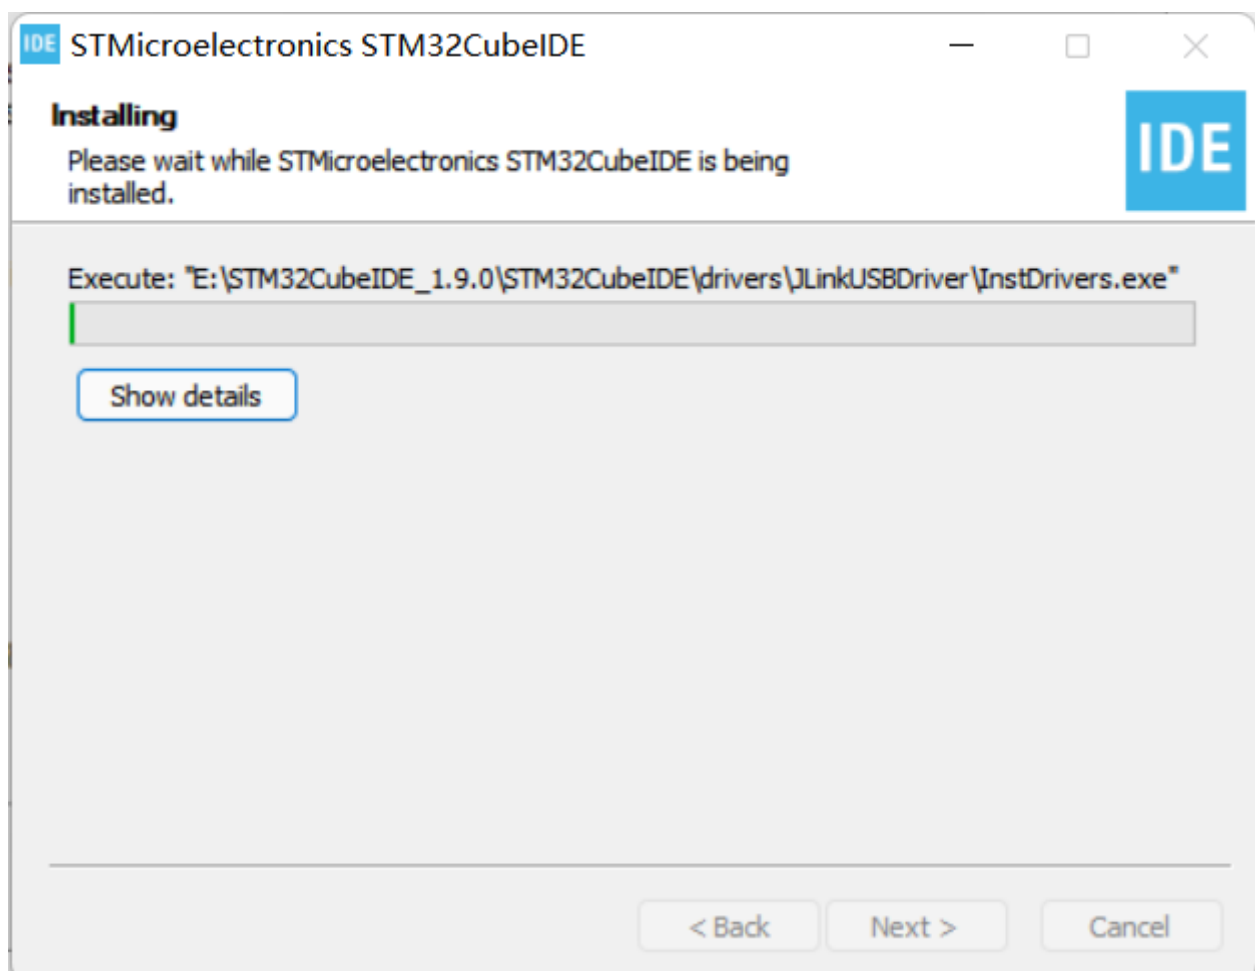 IDE STMicroelectronics STM32CubeIDE
Installing
IDE
Please wait while STMicroelectronics STM32CubeIDE is being
installed.
Execute: "E:\STM32CubeIDE_1.9.0\STM32CubeIDE\drivers\JLinkUSBDriver\InstDrivers.exe"
Show details
< Back Next > Cancel